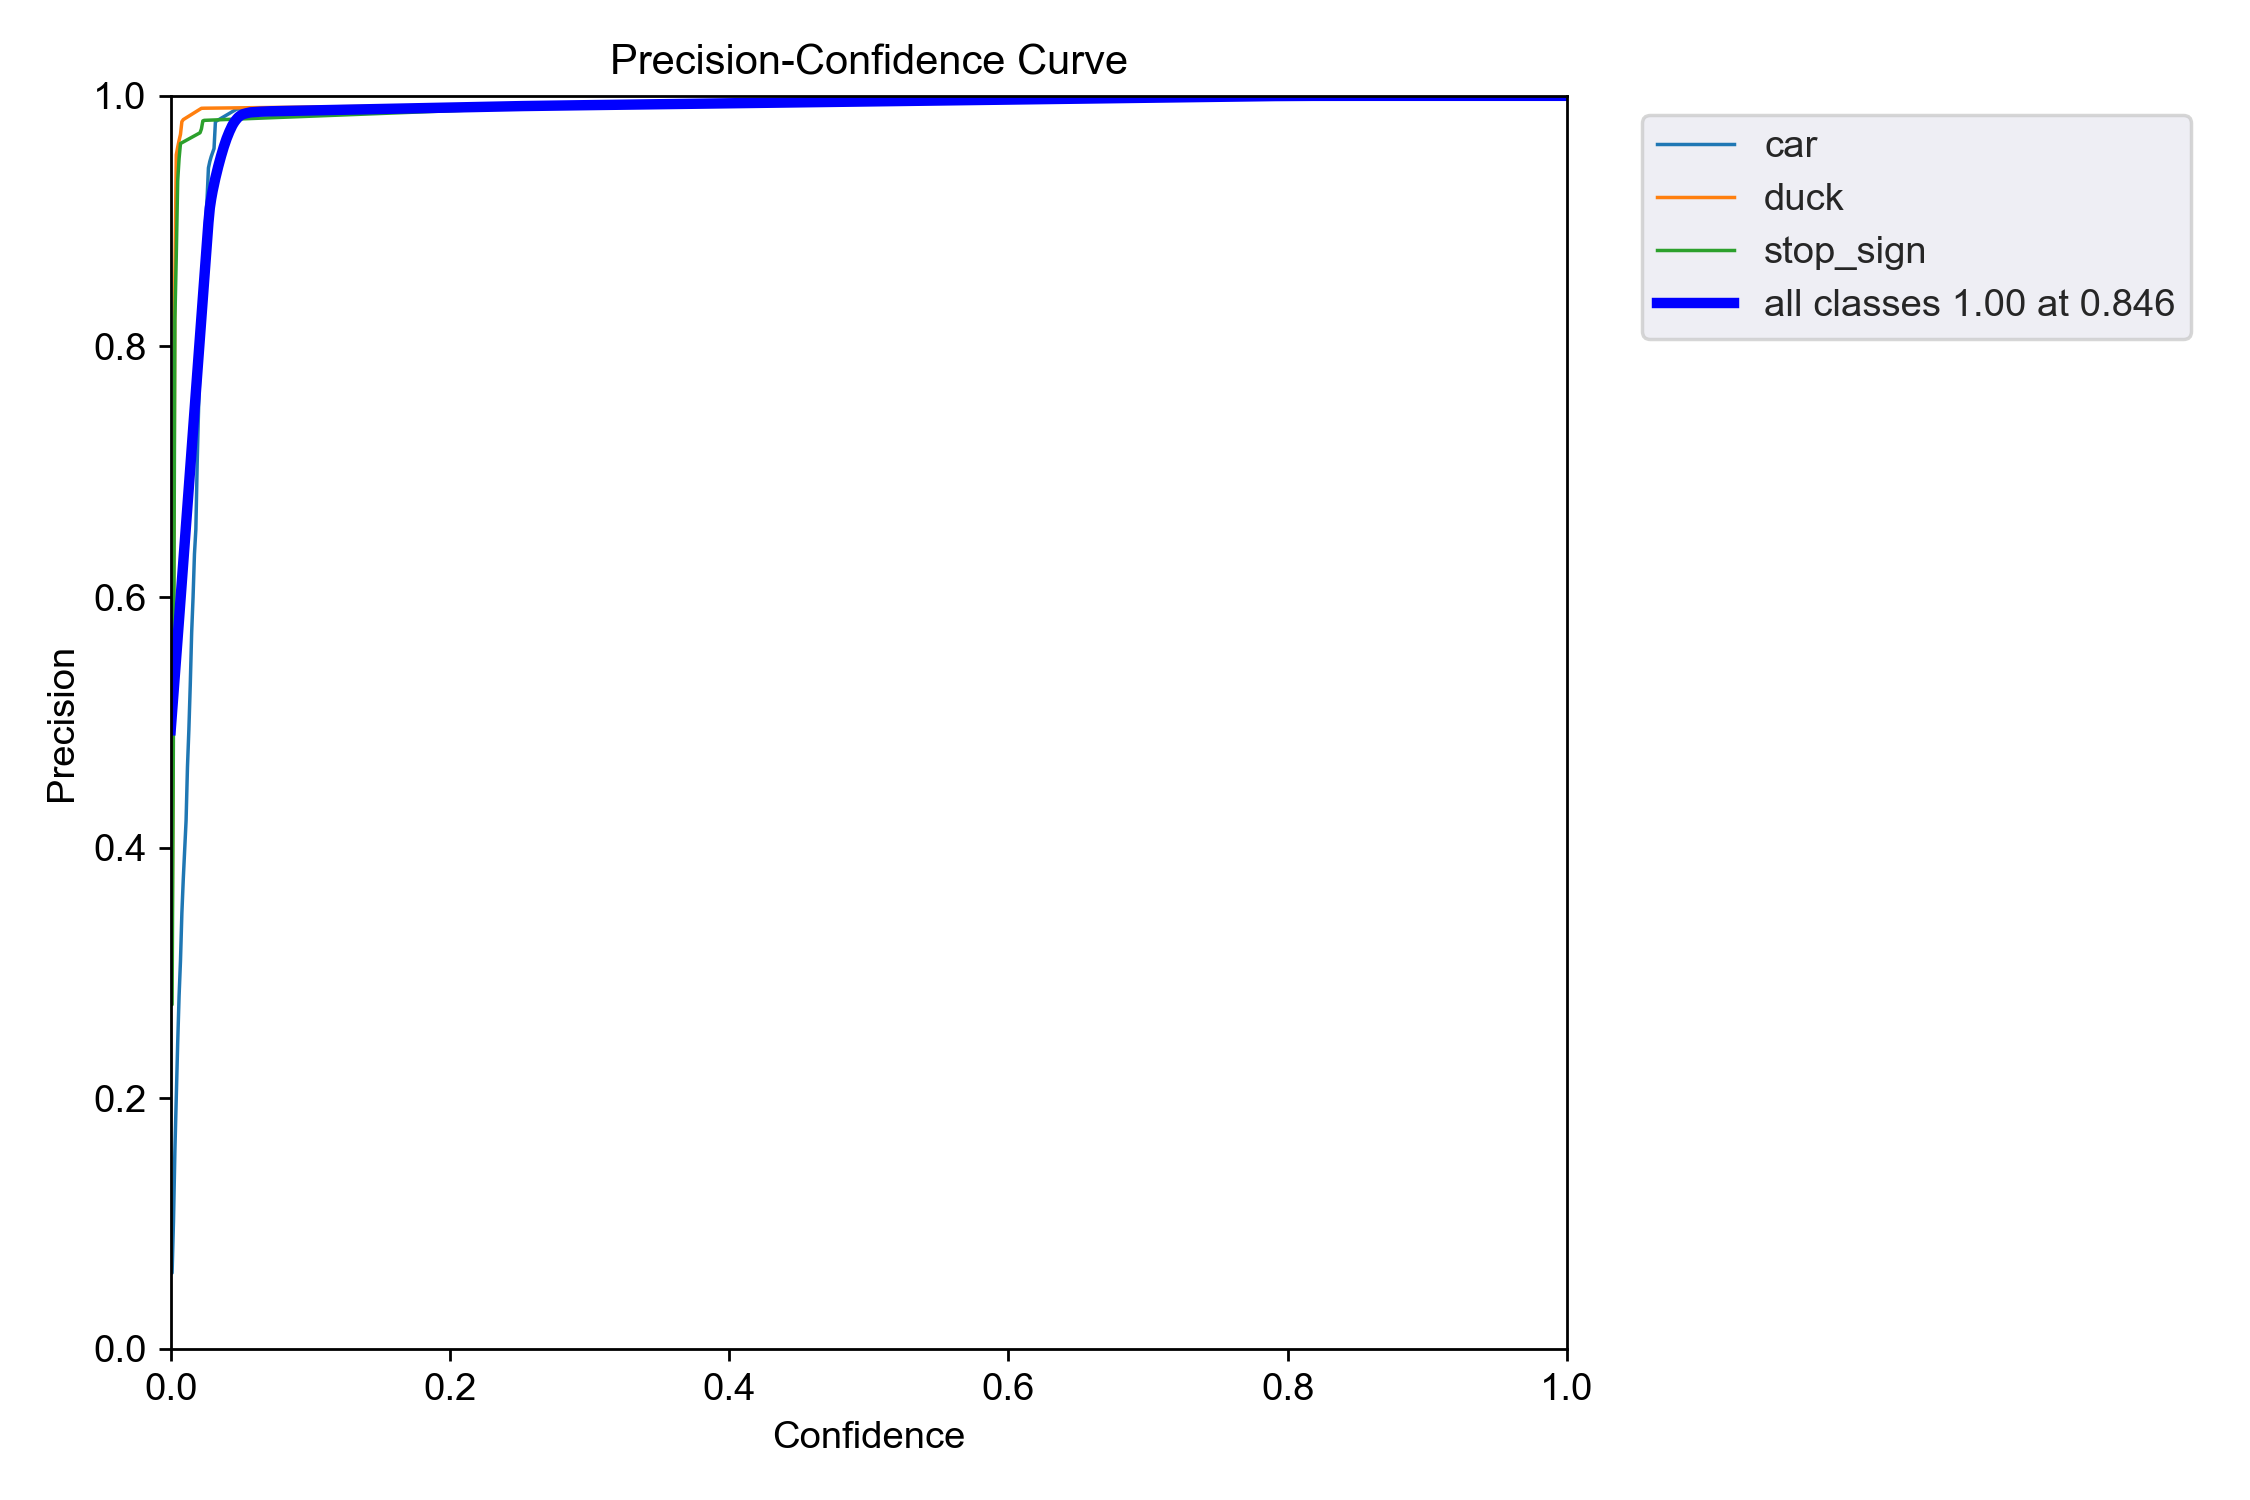 Precision-Confidence Curve
1.0
0.8
0.6
0.4
0.2
0.0
Precision
0.0 0.2 0.4 0.6 0.8 1.0
Confidence
car
duck
stop_sign
all classes 1.00 at 0.846